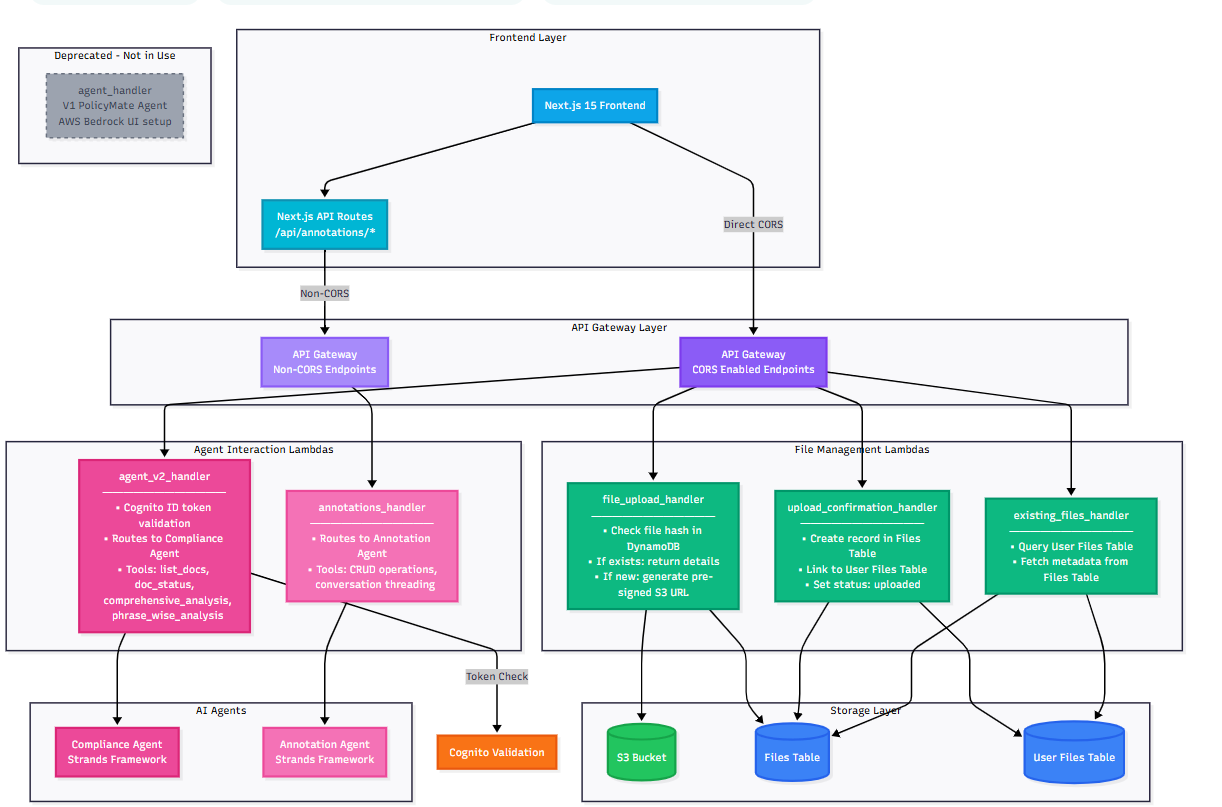 Frontend Layer
Deprecated - Not in Use
agent_handler
V1 PolicyMate Agent
AWS Bedrock UI setup
Next.js 15 Frontend
Next.js API Routes
/api/annotations/*
Direct CORS
Non-CORS
API Gateway Layer
API Gateway
Non-CORS Endpoints
API Gateway
CORS Enabled Endpoints
Agent Interaction Lambdas
agent_v2_handler
• Cognito ID token
validation
• Routes to Compliance
Agent
• Tools: list_docs,
doc_status,
comprehensive_analysis,
phrase_wise_analysis
annotations_handler
• Routes to Annotation
Agent
• Tools: CRUD operations,
conversation threading
File Management Lambdas
file_upload_handler
• Check file hash in
DynamoDB
• If exists: return details
• If new: generate pre-
signed S3 URL
upload_confirmation_handler
• Create record in Files
Table
• Link to User Files Table
• Set status: uploaded
existing_files_handler
• Query User Files Table
• Fetch metadata from
Files Table
Token Check
AI Agents
Compliance Agent
Strands Framework
Annotation Agent
Strands Framework
Cognito Validation
Storage Layer
S3 Bucket
Files Table
User Files Table